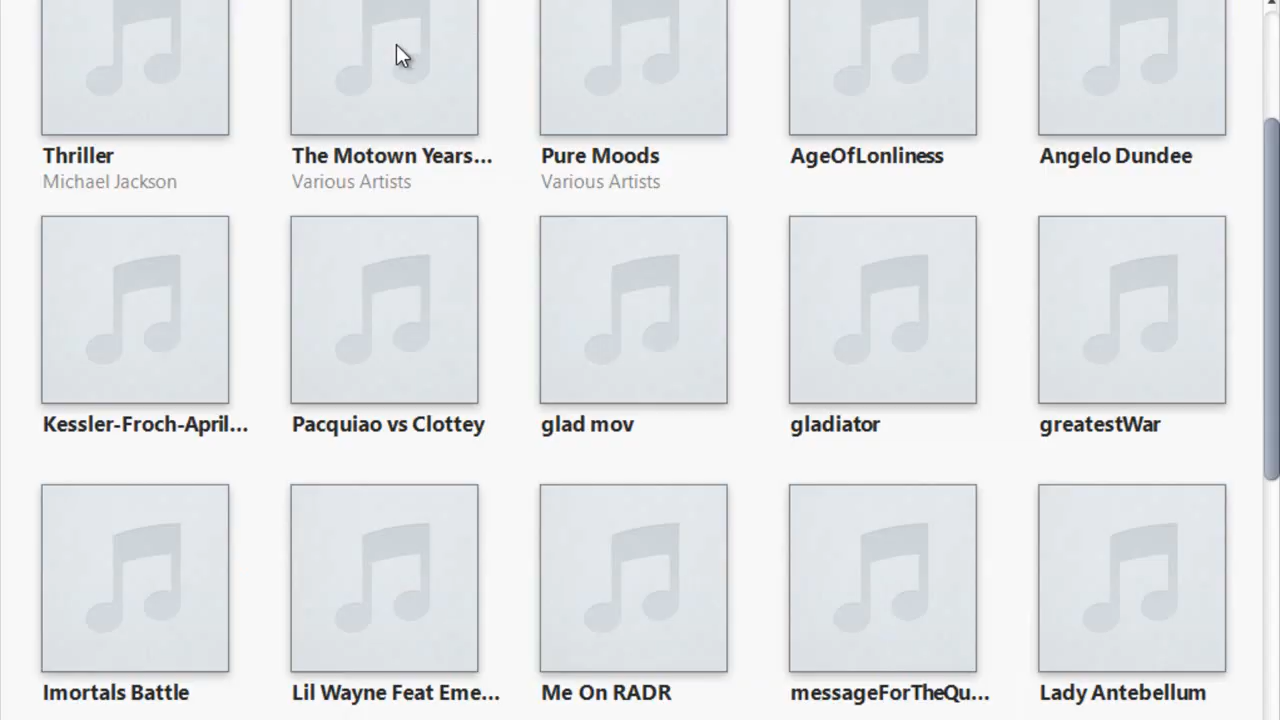 Thriller
The Motown Years...
Pure Moods
AgeOfLonliness
Angelo Dundee
Michael Jackson
Various Artists
Various Artists
Kessler-Froch-April...
Pacquiao vs Clottey
glad mov
gladiator
greatestWar
Imortals Battle
Lil Wayne Feat Eme...
Me On RADR
messageForTheQu...
Lady Antebellum